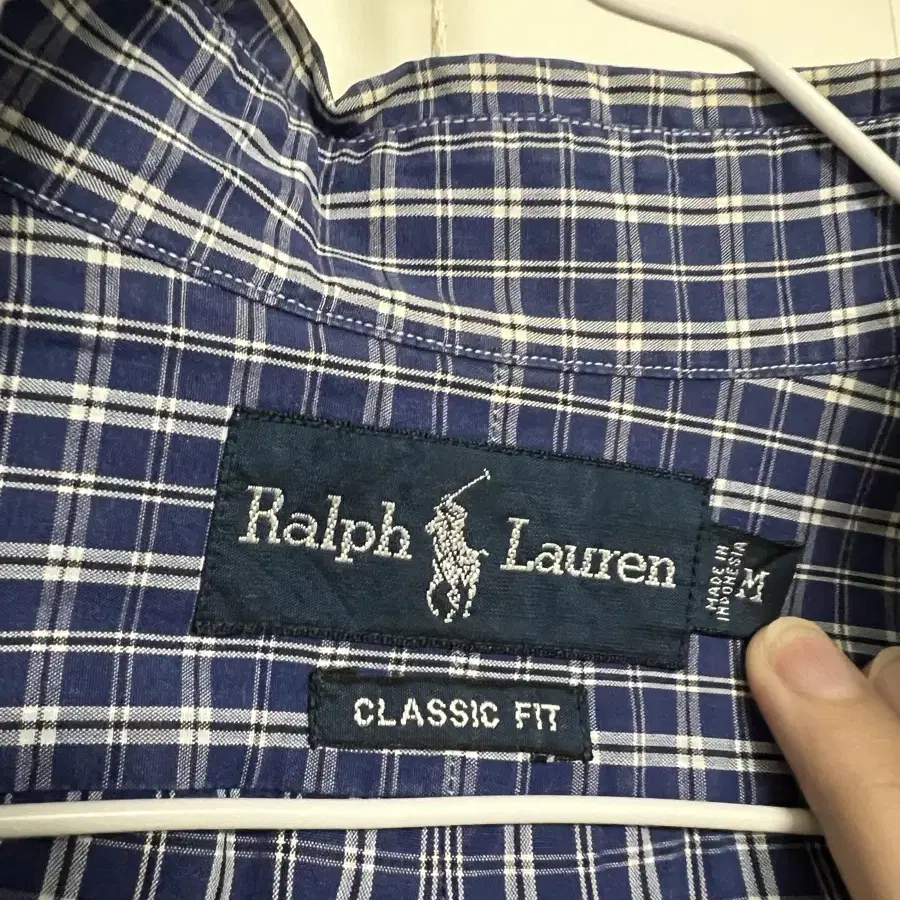 Ralph Lauren
MADE IN
INDONESIA
M
CLASSIC FIT